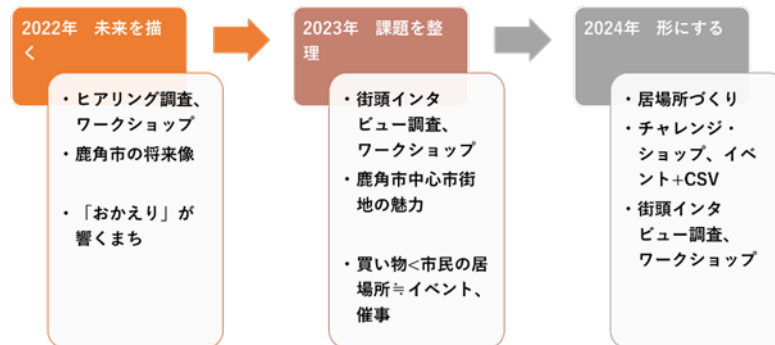 2022年　未来を描
く
・ヒアリング調査、
ワークショップ
・鹿角市の将来像
・「おかえり」が
響くまち
2023年　課題を整
理
・街頭インタ
ビュー調査、
ワークショップ
・鹿角市中心市街
地の魅力
・買い物<市民の居
場所≒イベント、
催事
2024年　形にする
・居場所づくり
・チャレンジ・
ショップ、イベ
ント+CSV
・街頭インタ
ビュー調査、
ワークショップ